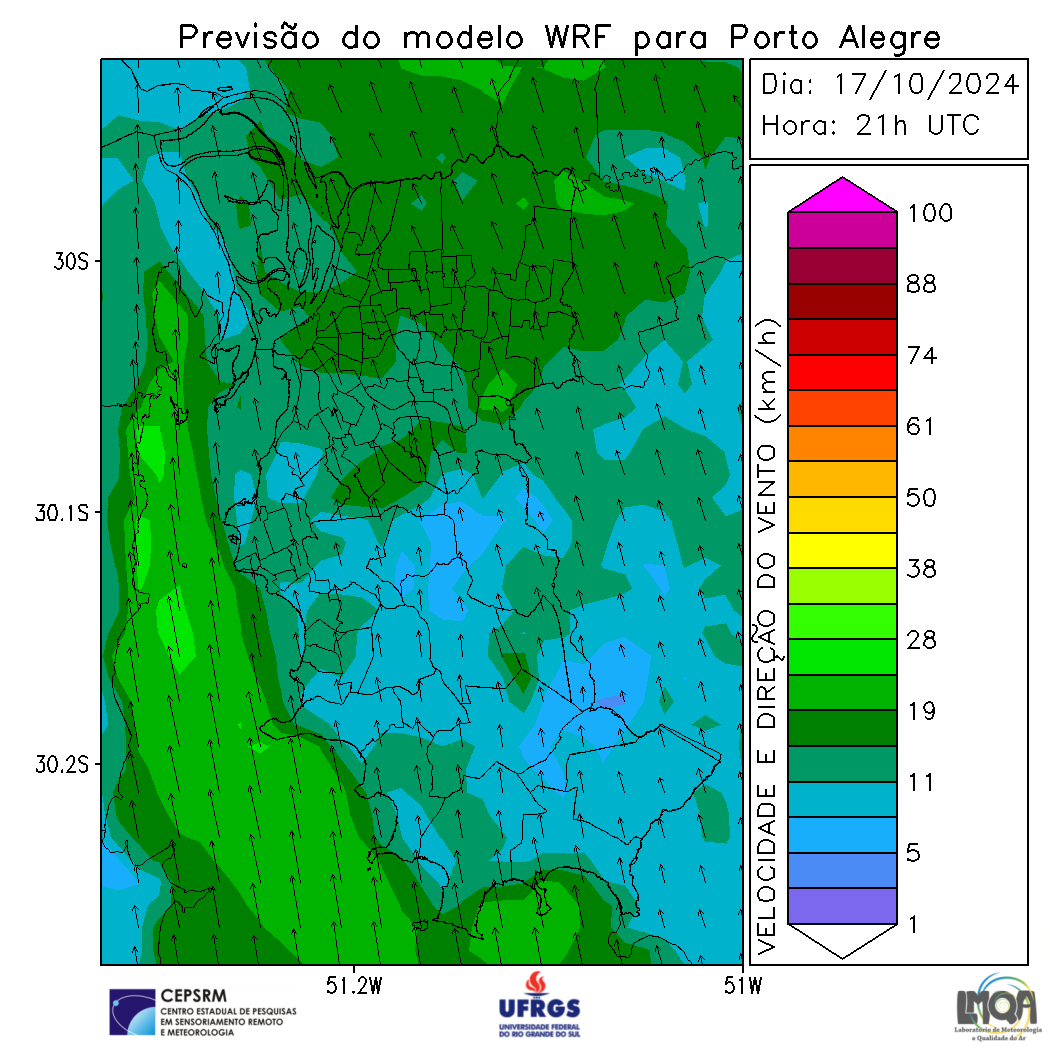 Previsão do modelo WRF para Porto Alegre
Dia: 17/10/2024
Hora: 21h UTC
30S
30.1S
30.2S
51.2W
51W
VELOCIDADE E DIREÇÃO DO VENTO (km/h)
100
88
74
61
50
38
28
19
11
5
1
CEPSRM
CENTRO ESTADUAL DE PESQUISAS
EM SENSORIAMENTO REMOTO
E METEOROLOGIA
UFRGS
UNIVERSIDADE FEDERAL
DO RIO GRANDE DO SUL
LMQA
Laboratório de Meteorologia
e Qualidade do Ar